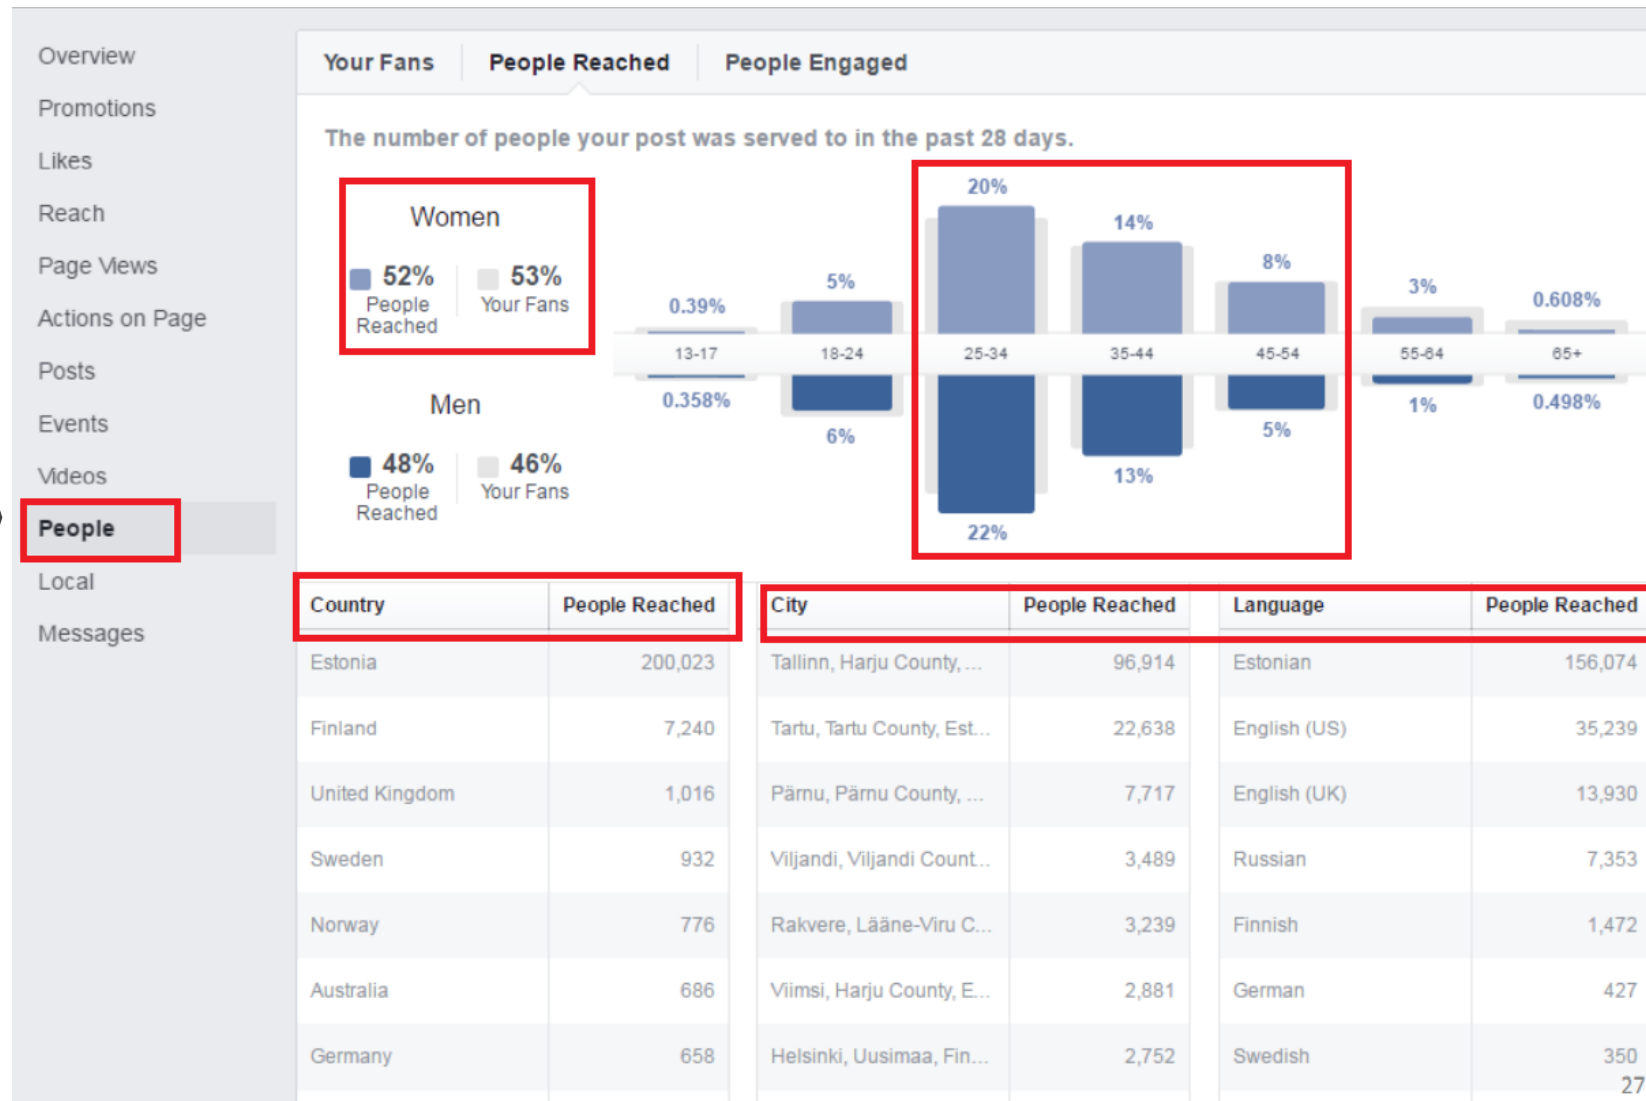 Overview
Promotions
Likes
Reach
Page Views
Actions on Page
Posts
Events
Videos
People
Local
Messages
Your Fans People Reached People Engaged
The number of people your post was served to in the past 28 days.
Women
52% 53%
People Reached Your Fans
Men
48% 46%
People Reached Your Fans
0.39% 5% 20% 14% 8% 3% 0.608%
13-17 18-24 25-34 35-44 45-54 55-64 65+
0.358% 6% 22% 13% 5% 1% 0.498%
Country People Reached
Estonia 200,023
Finland 7,240
United Kingdom 1,016
Sweden 932
Norway 776
Australia 686
Germany 658
City People Reached
Tallinn, Harju County, ... 96,914
Tartu, Tartu County, Est... 22,638
Pärnu, Pärnu County, ... 7,717
Viljandi, Viljandi Count... 3,489
Rakvere, Lääne-Viru C... 3,239
Viimsi, Harju County, E... 2,881
Helsinki, Uusimaa, Fin... 2,752
Language People Reached
Estonian 156,074
English (US) 35,239
English (UK) 13,930
Russian 7,353
Finnish 1,472
German 427
Swedish 350
27